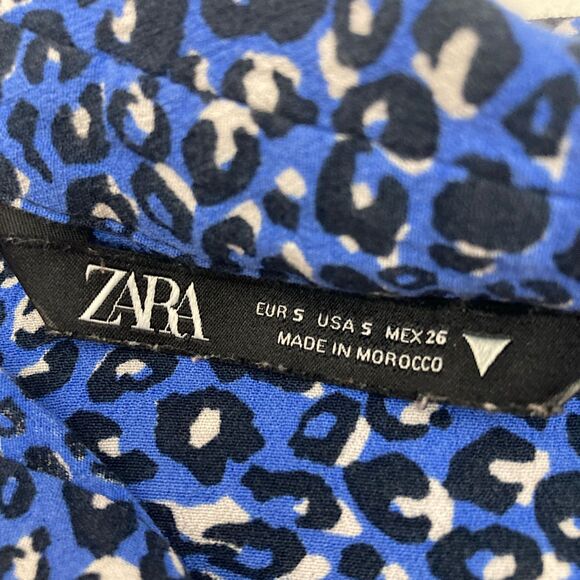 ZARA
EUR S USA S MEX 26
MADE IN MOROCCO